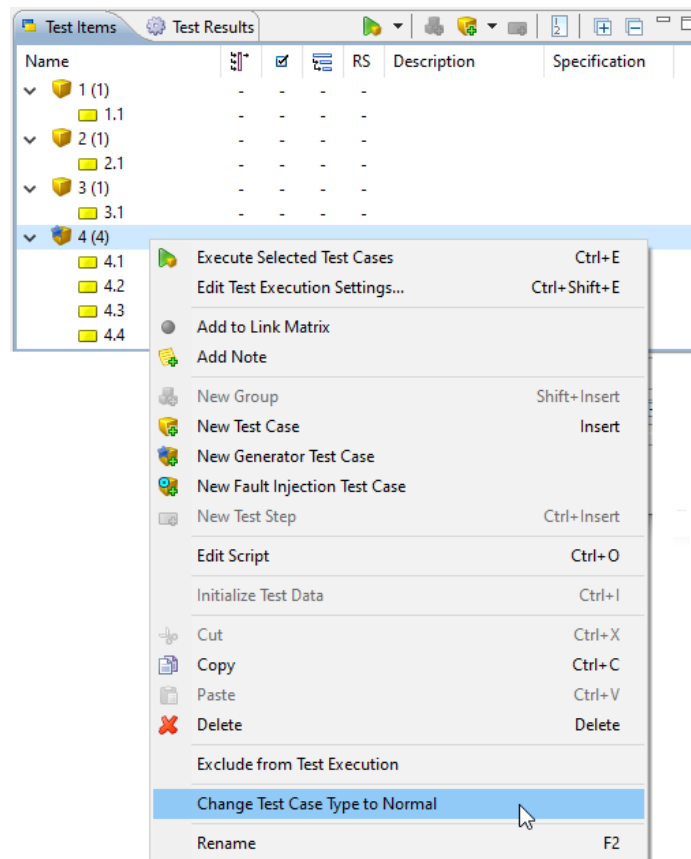 Test Items Test Results
Name RS Description Specification
1 (1) - - - -
1.1
2 (1) - - - -
2.1
3 (1) - - - -
3.1 - - - -
4 (4)
4.1
4.2
4.3
4.4
Execute Selected Test Cases Ctrl+E
Edit Test Execution Settings... Ctrl+Shift+E
Add to Link Matrix
Add Note
New Group Shift+Insert
New Test Case Insert
New Generator Test Case
New Fault Injection Test Case
New Test Step Ctrl+Insert
Edit Script Ctrl+O
Initialize Test Data Ctrl+I
Cut Ctrl+X
Copy Ctrl+C
Paste Ctrl+V
Delete Delete
Exclude from Test Execution
Change Test Case Type to Normal
Rename F2